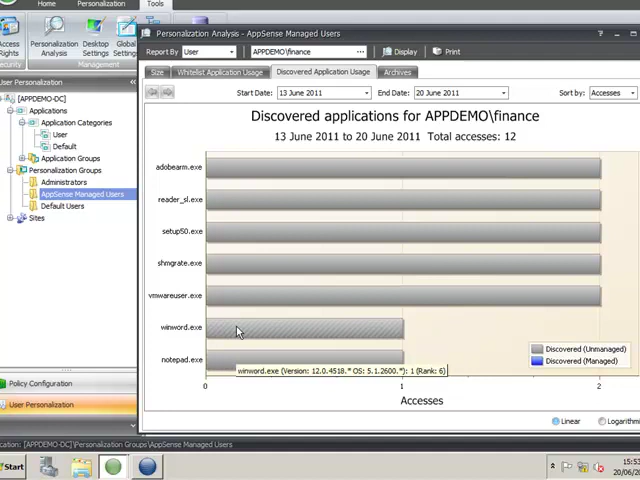 Home Personalization Tools
Access Rights
Personalization Analysis
Desktop Settings
Global Settings
Management
User Personalization
[APPDEMO-DC]
Applications
Application Categories
User
Default
Application Groups
Personalization Groups
Administrators
AppSense Managed Users
Default Users
Sites
Policy Configuration
User Personalization
Personalization Analysis - AppSense Managed Users
Report By User APPDEMO\finance ... Display Print
Size Whitelist Application Usage Discovered Application Usage Archives
Start Date: 13 June 2011 End Date: 20 June 2011 Sort by: Accesses
Discovered applications for APPDEMO\finance
13 June 2011 to 20 June 2011 Total accesses: 12
adobearm.exe
reader_sl.exe
setup50.exe
shmgrate.exe
vmwareuser.exe
winword.exe
notepad.exe
winword.exe (Version: 12.0.4518.* OS: 5.1.2600.*): 1 (Rank: 6)
Discovered (Unmanaged)
Discovered (Managed)
0 1 2
Accesses
Linear Logarithmi
cation: [APPDEMO-DC]\Personalization Groups\AppSense Managed Users
Start
15:53
20/06/20